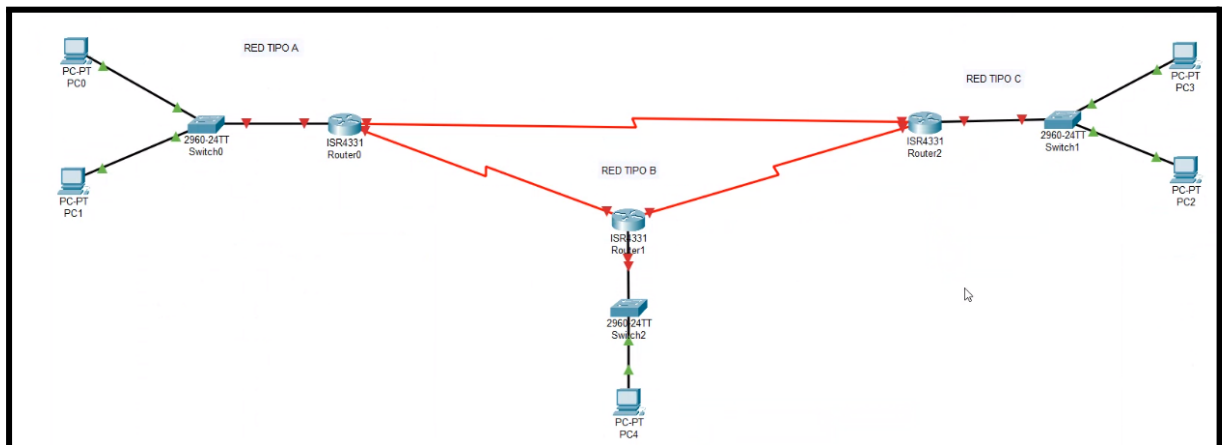 RED TIPO A
PC-PT
PC0
2960-24TT
Switch0
ISR4331
Router0
PC-PT
PC1
RED TIPO B
ISR4331
Router1
2960-24TT
Switch2
PC-PT
PC4
RED TIPO C
PC-PT
PC3
ISR4331
Router2
2960-24TT
Switch1
PC-PT
PC2